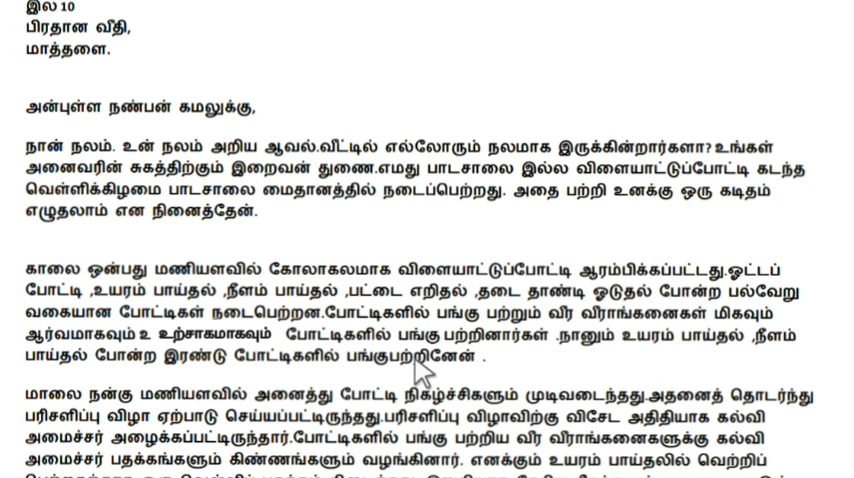 இல 10
பிரதான வீதி,
மாத்தளை.
அன்புள்ள நண்பன் கமலுக்கு,
நான் நலம். உன் நலம் அறிய ஆவல்.வீட்டில் எல்லோரும் நலமாக இருக்கின்றார்களா? உங்கள்
அனைவரின் சுகத்திற்கும் இறைவன் துணை.எமது பாடசாலை இல்ல விளையாட்டுப்போட்டி கடந்த
வெள்ளிக்கிழமை பாடசாலை மைதானத்தில் நடைப்பெற்றது. அதை பற்றி உனக்கு ஒரு கடிதம்
எழுதலாம் என நினைத்தேன்.
காலை ஒன்பது மணியளவில் கோலாகலமாக விளையாட்டுப்போட்டி ஆரம்பிக்கப்பட்டது.ஓட்டப்
போட்டி ,உயரம் பாய்தல் ,நீளம் பாய்தல் ,பட்டை எறிதல் ,தடை தாண்டி ஓடுதல் போன்ற பல்வேறு
வகையான போட்டிகள் நடைபெற்றன.போட்டிகளில் பங்கு பற்றும் வீர வீராங்கனைகள் மிகவும்
ஆர்வமாகவும் உ உற்சாகமாகவும் போட்டிகளில் பங்கு பற்றினார்கள் .நானும் உயரம் பாய்தல் ,நீளம்
பாய்தல் போன்ற இரண்டு போட்டிகளில் பங்குபற்றினேன் .
மாலை நன்கு மணியளவில் அனைத்து போட்டி நிகழ்ச்சிகளும் முடிவடைந்தது.அதனைத் தொடர்ந்து
பரிசளிப்பு விழா ஏற்பாடு செய்யப்பட்டிருந்தது.பரிசளிப்பு விழாவிற்கு விசேட அதிதியாக கல்வி
அமைச்சர் அழைக்கப்பட்டிருந்தார்.போட்டிகளில் பங்கு பற்றிய வீர வீராங்கனைகளுக்கு கல்வி
அமைச்சர் பதக்கங்களும் கிண்ணங்களும் வழங்கினார். எனக்கும் உயரம் பாய்தலில் வெற்றிப்